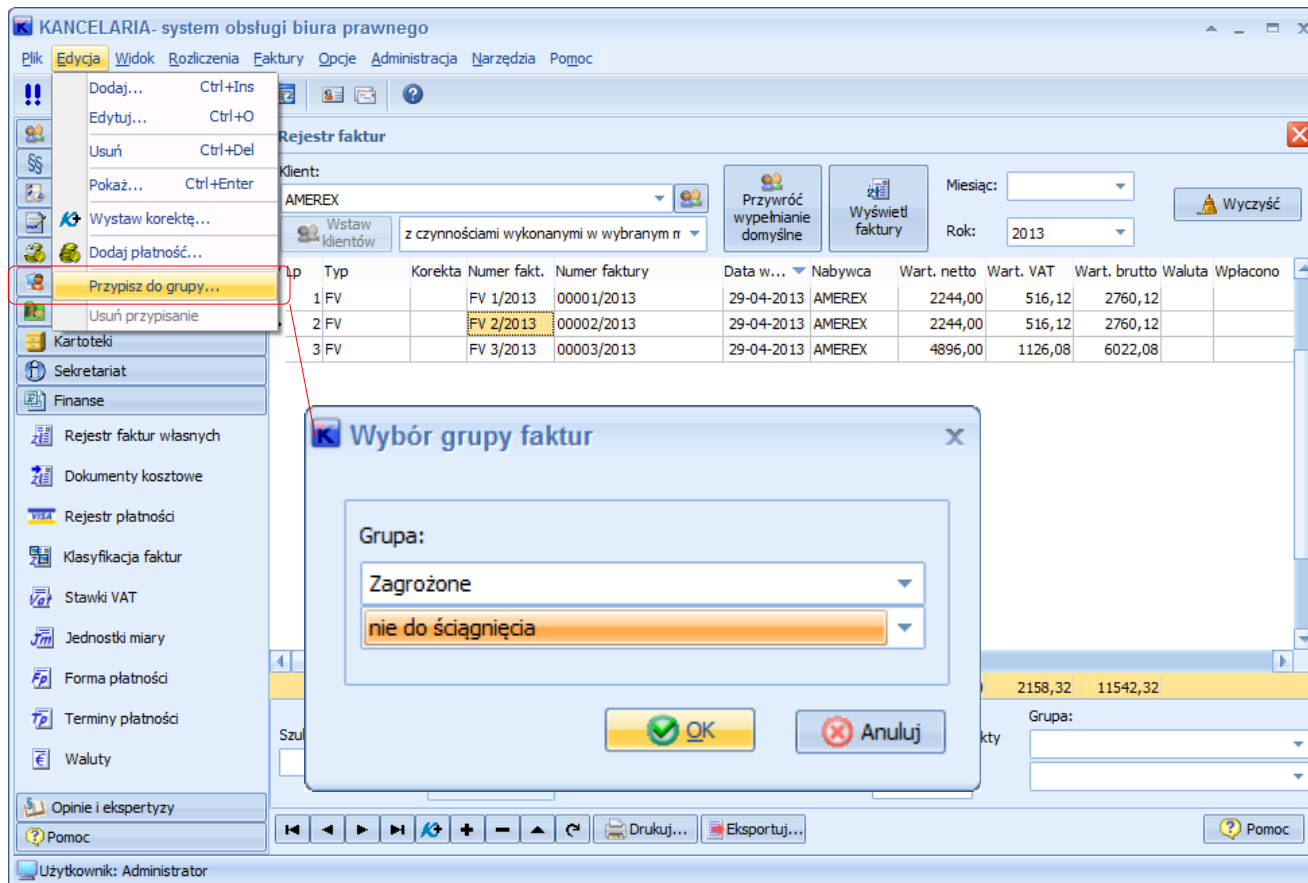 KANCELARIA- system obsługi biura prawnego
Plik Edycja Widok Rozliczenia Faktury Opcje Administracja Narzędzia Pomoc
Dodaj... Ctrl+Ins
Edytuj... Ctrl+O
Usuń Ctrl+Del
Pokaż... Ctrl+Enter
Wystaw korektę...
Dodaj płatność...
Przypisz do grupy...
Usuń przypisanie
Kartoteki
Sekretariat
Finanse
Rejestr faktur własnych
Dokumenty kosztowe
Rejestr płatności
Klasyfikacja faktur
Stawki VAT
Jednostki miary
Forma płatności
Terminy płatności
Waluty
Opinie i ekspertyzy
Pomoc
Rejestr faktur
Klient:
AMEREX
Wstaw klientów
z czynnościami wykonanymi w wybranym
Przywróć wypełnianie domyślne
Wyświetl faktury
Miesiąc:
Rok: 2013
Wyczyść
Typ Korekta Numer fakt. Numer faktury Data w... Nabywca Wart. netto Wart. VAT Wart. brutto Waluta Wpłacono
1 FV FV 1/2013 00001/2013 29-04-2013 AMEREX 2244,00 516,12 2760,12
2 FV FV 2/2013 00002/2013 29-04-2013 AMEREX 2244,00 516,12 2760,12
3 FV FV 3/2013 00003/2013 29-04-2013 AMEREX 4896,00 1126,08 6022,08
Wybór grupy faktur
Grupa:
Zagrożone
nie do ściągnięcia
OK Anuluj
2158,32 11542,32
Grupa:
Drukuj... Eksportuj... Pomoc
Użytkownik: Administrator